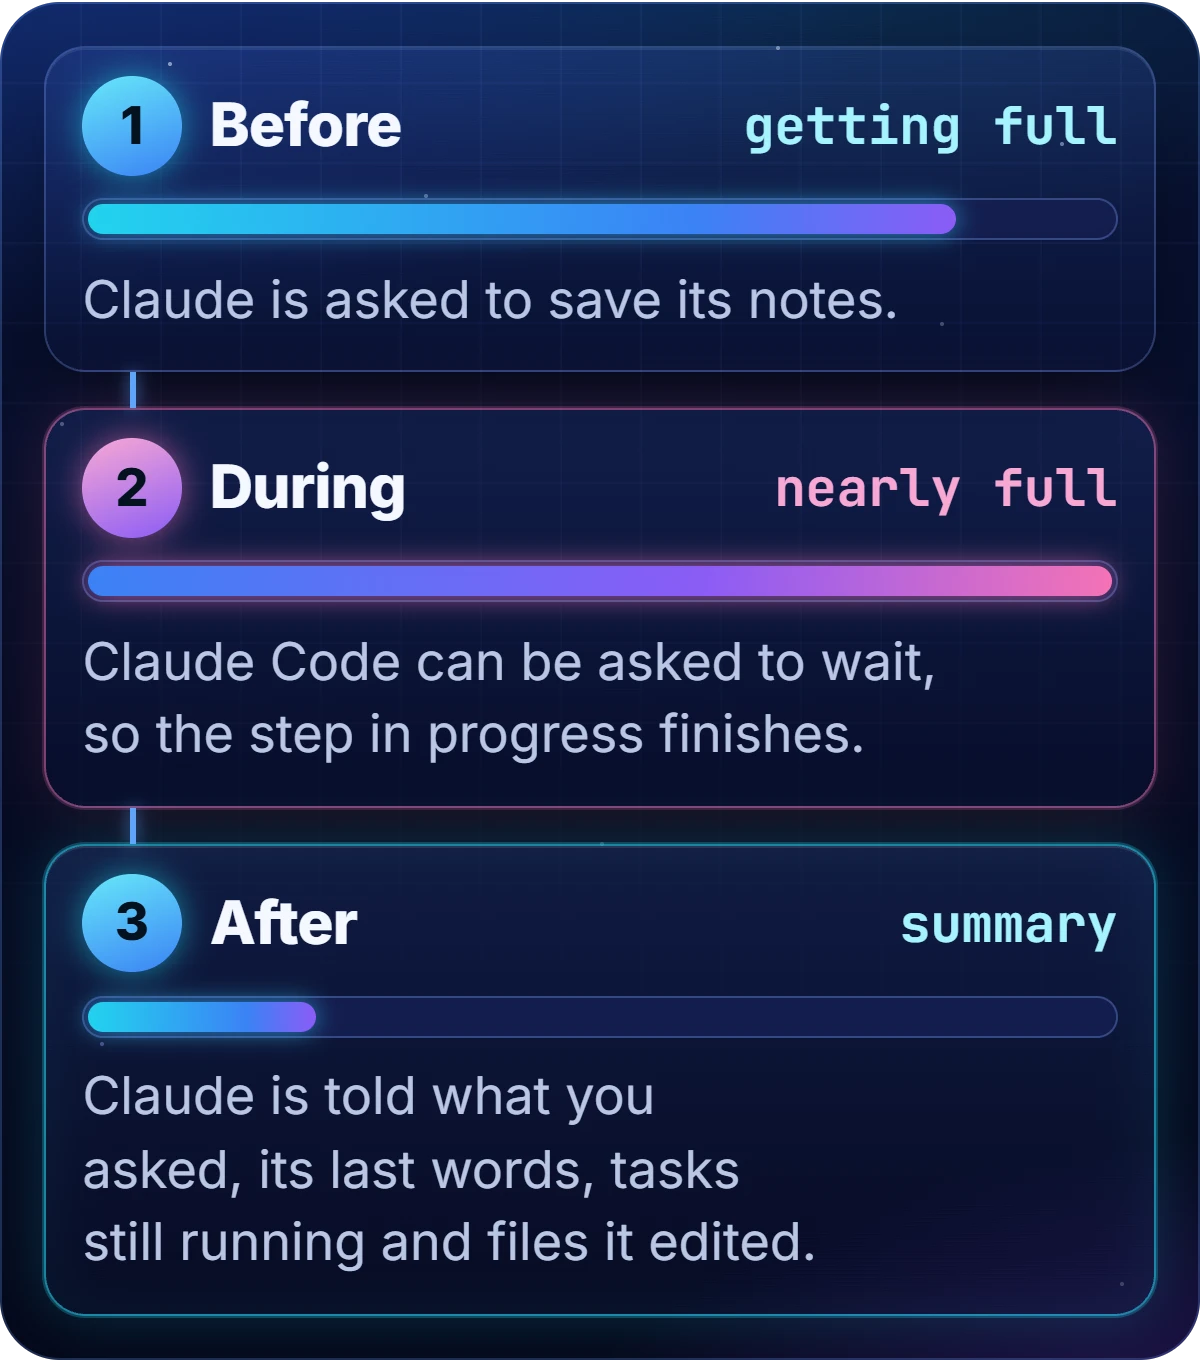 1 Before getting full
Claude is asked to save its notes.
2 During nearly full
Claude Code can be asked to wait,
so the step in progress finishes.
3 After summary
Claude is told what you
asked, its last words, tasks
still running and files it edited.